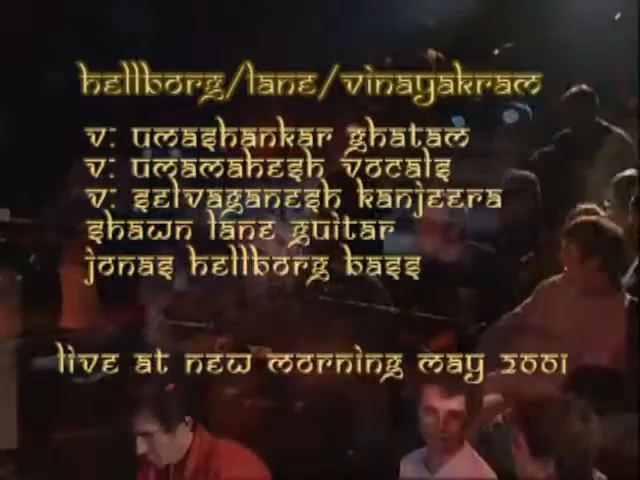 hellborg/lane/vinayakram
v: umashankar ghatam
v: umamahesh vocals
v: selvaganesh kanjeera
shawn lane guitar
jonas hellborg bass
live at new morning may 2001